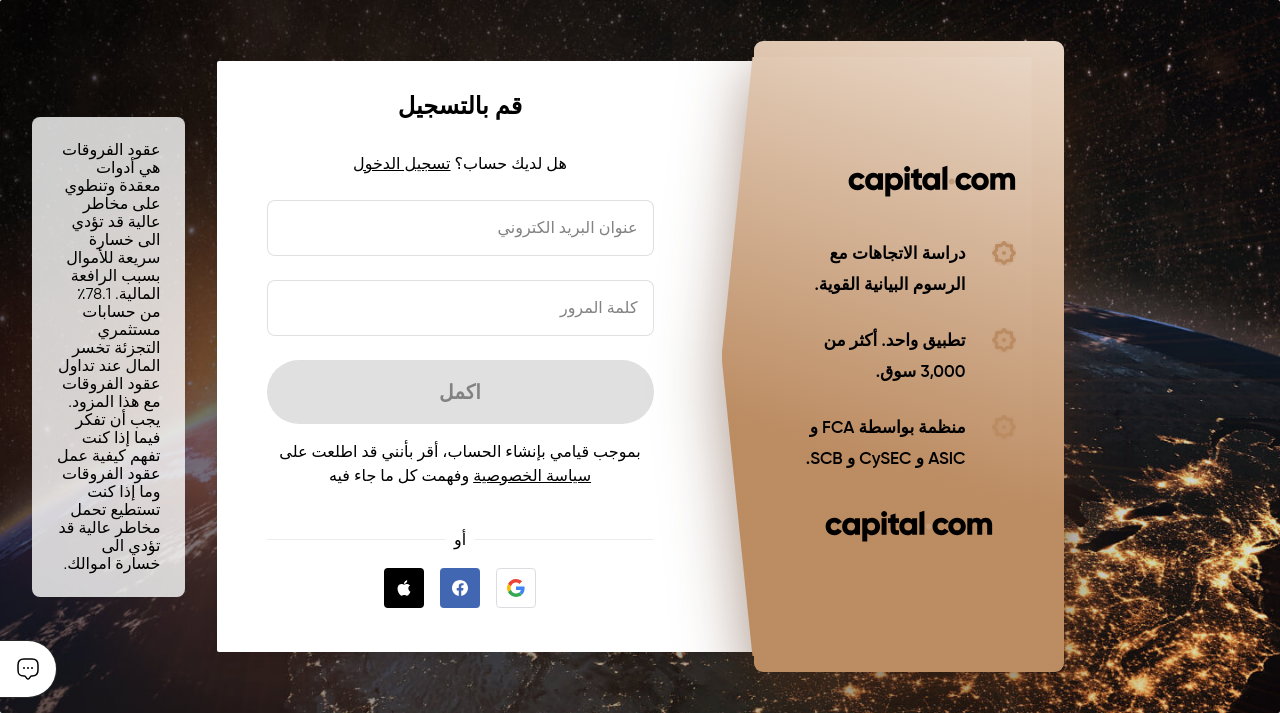 capital com
دراسة الاتجاهات مع
الرسوم البيانية القوية.
تطبيق واحد. أكثر من
3,000 سوق.
منظمة بواسطة FCA و
ASIC و CySEC و SCB.
capital com
قم بالتسجيل
هل لديك حساب؟ تسجيل الدخول
عنوان البريد الكتروني
كلمة المرور
اكمل
بموجب قيامي بإنشاء الحساب، أقر بأنني قد اطلعت على
سياسة الخصوصية وفهمت كل ما جاء فيه
أو
عقود الفروقات
هي أدوات
معقدة وتنطوي
على مخاطر
عالية قد تؤدي
الى خسارة
سريعة للأموال
بسبب الرافعة
المالية. 78.1٪
من حسابات
مستثمري
التجزئة تخسر
المال عند تداول
عقود الفروقات
مع هذا المزود.
يجب أن تفكر
فيما إذا كنت
تفهم كيفية عمل
عقود الفروقات
وما إذا كنت
تستطيع تحمل
مخاطر عالية قد
تؤدي الى
خسارة اموالك.